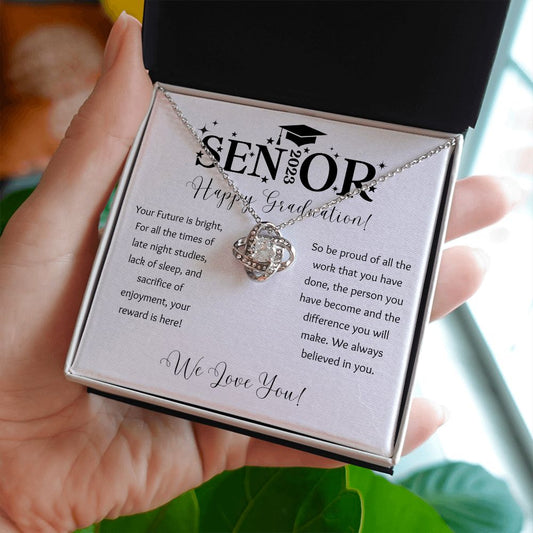 SENIOR
2023
Happy Graduation!
Your Future is bright,
For all the times of
late night studies,
lack of sleep, and
sacrifice of
enjoyment, your
reward is here!
So be proud of all the
work that you have
done, the person you
have become and the
difference you will
make. We always
believed in you.
We Love You!